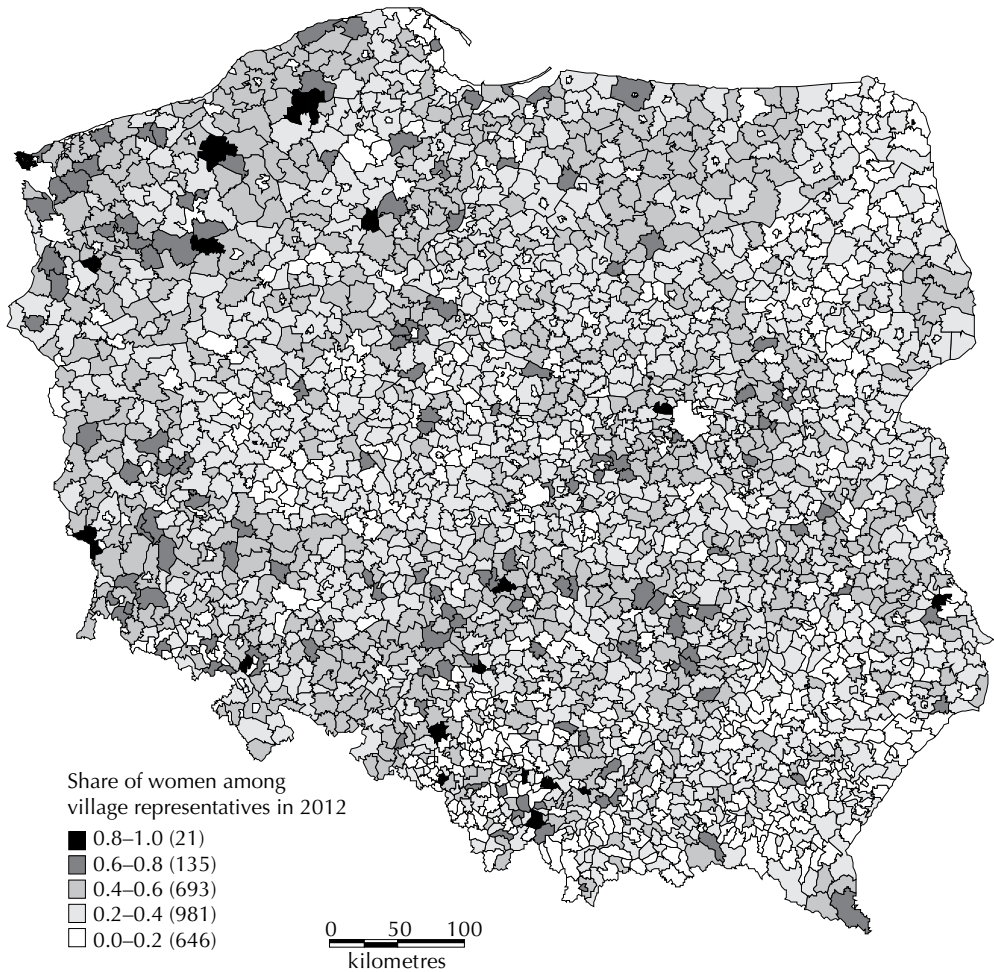 Share of women among
village representatives in 2012
0.8–1.0 (21)
0.6–0.8 (135)
0.4–0.6 (693)
0.2–0.4 (981)
0.0–0.2 (646)
0 50 100
kilometres